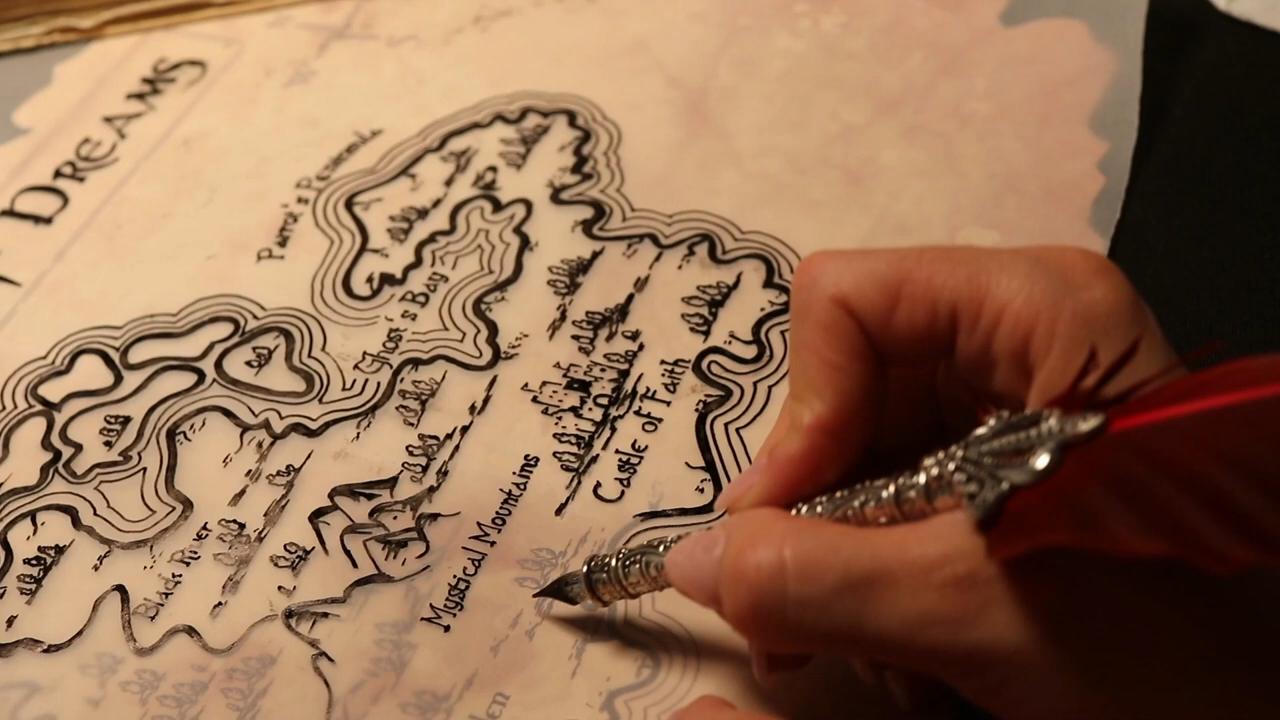 Dreams
Parrot's Peninsula
Ghost's Bay
Castle of Faith
Mystical Mountains
Black River